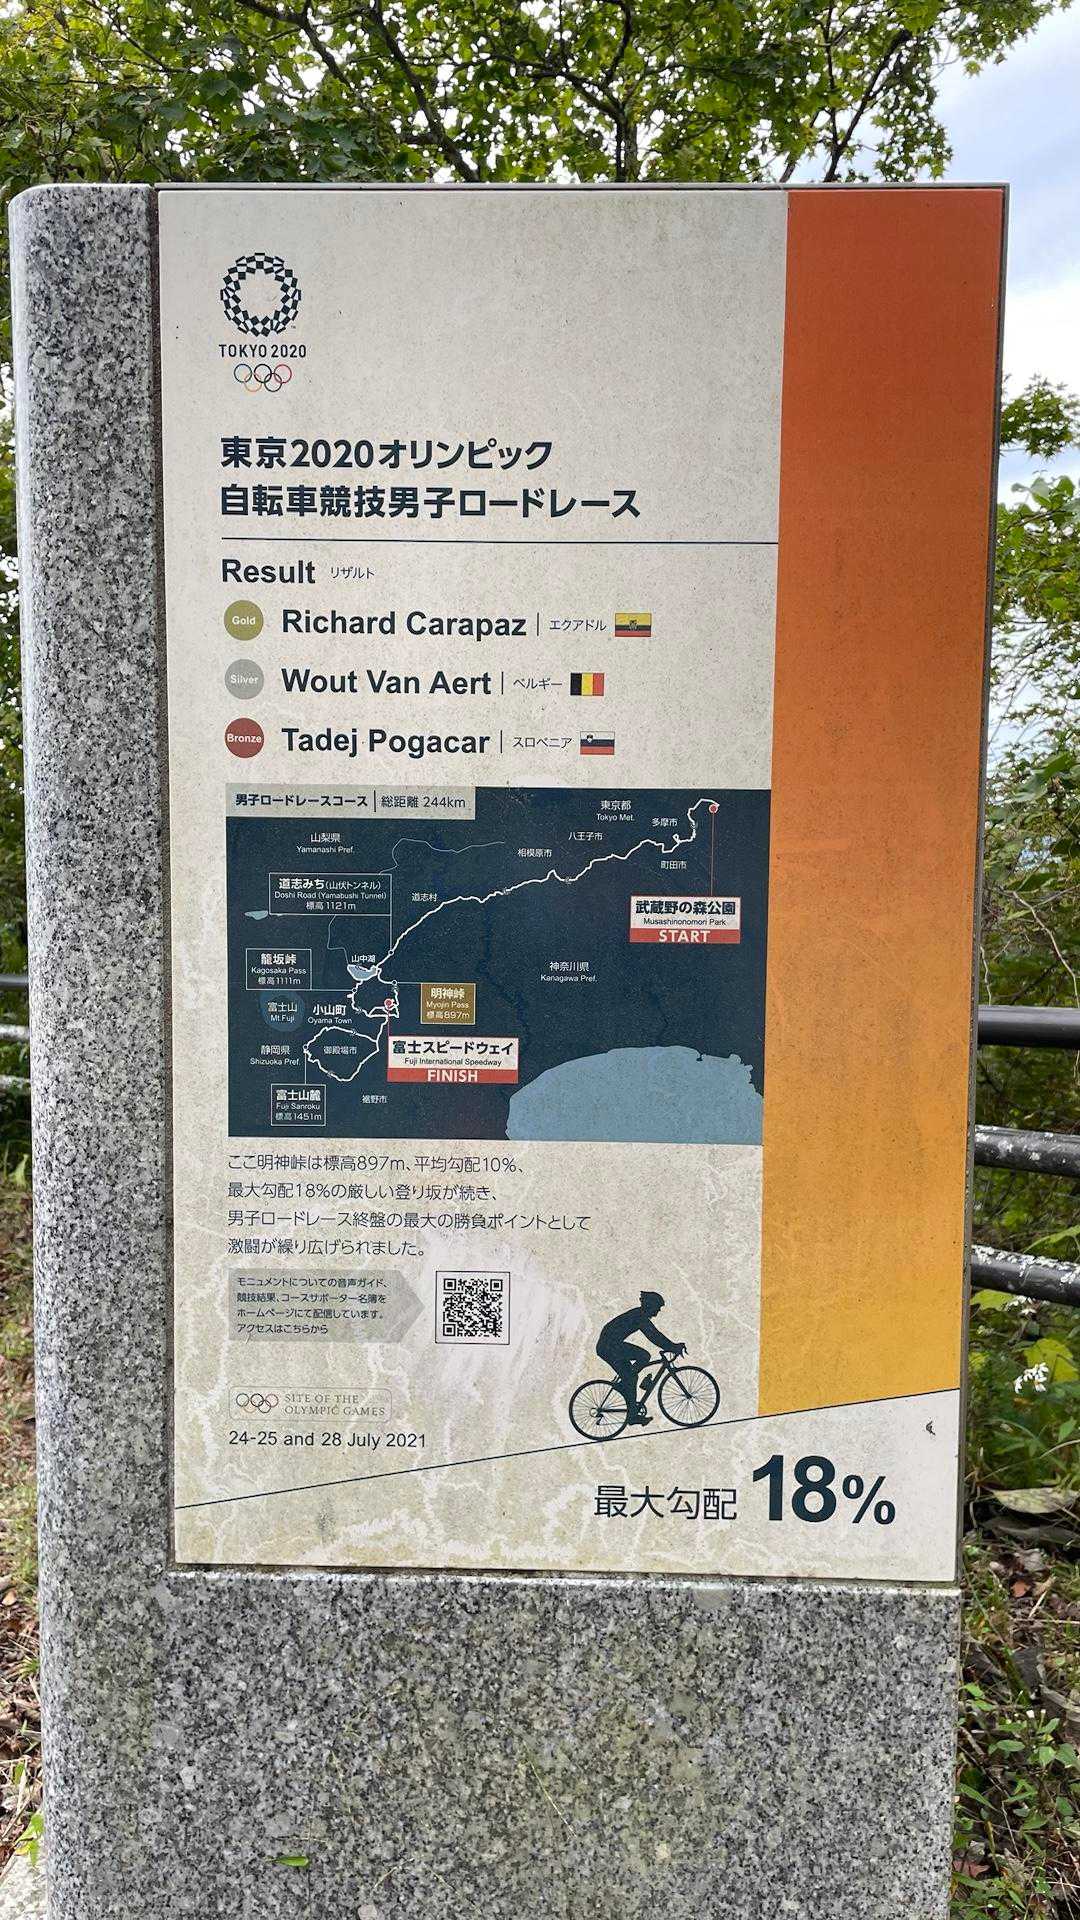 TOKYO 2020
東京2020オリンピック
自転車競技男子ロードレース
Result リザルト
Gold Richard Carapaz | エクアドル
Silver Wout Van Aert | ベルギー
Bronze Tadej Pogacar | スロベニア
男子ロードレースコース | 総距離 244km
東京都
Tokyo Met.
多摩市
八王子市
町田市
相模原市
山梨県
Yamanashi Pref.
道志みち(山伏トンネル)
Doshi Road (Yamabushi Tunnel)
標高1121m
道志村
武蔵野の森公園
Musashinonomori Park
START
籠坂峠
Kagosaka Pass
標高1111m
山中湖
神奈川県
Kanagawa Pref.
富士山
Mt.Fuji
小山町
Oyama Town
明神峠
Myojin Pass
標高897m
静岡県
Shizuoka Pref.
御殿場市
富士スピードウェイ
Fuji International Speedway
FINISH
富士山麓
Fuji Sanroku
標高1451m
裾野市
ここ明神峠は標高897m、平均勾配10%、
最大勾配18%の厳しい登り坂が続き、
男子ロードレース終盤の最大の勝負ポイントとして
激闘が繰り広げられました。
モニュメントについての音声ガイド、
競技結果、コースサポーター名簿を
ホームページにて配信しています。
アクセスはこちらから
SITE OF THE
OLYMPIC GAMES
24-25 and 28 July 2021
最大勾配 18%